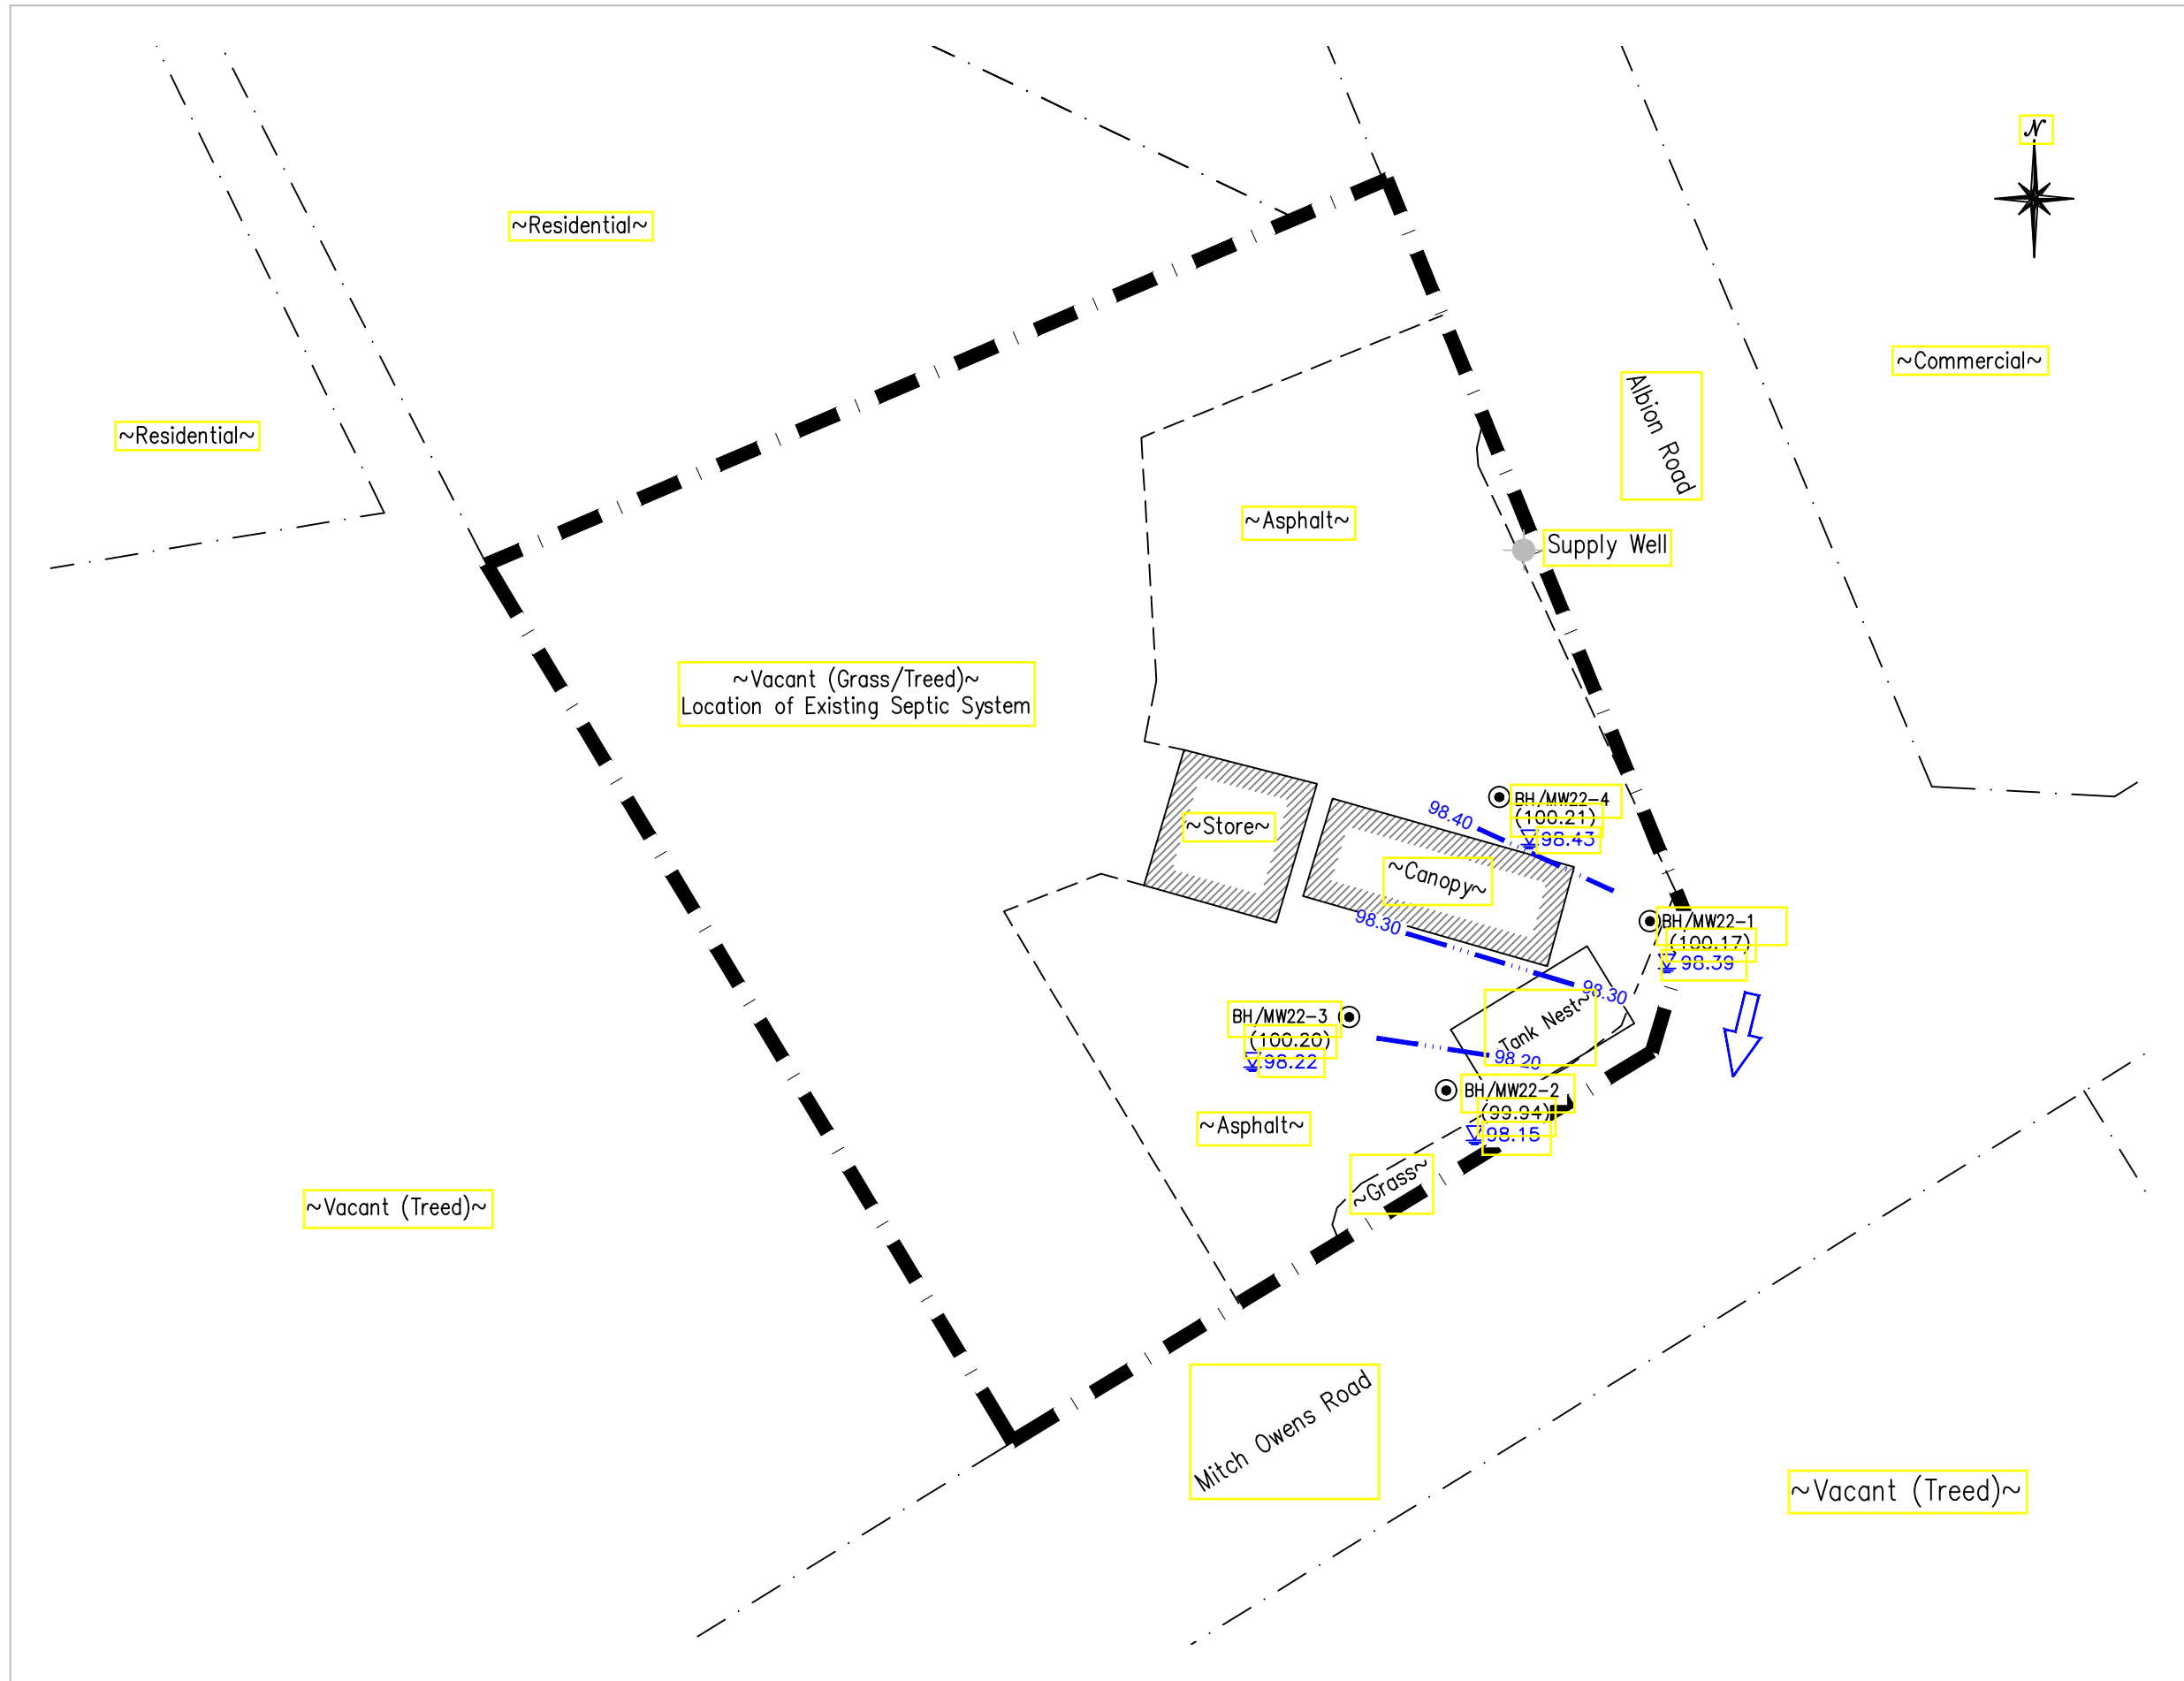 N
~Residential~
~Commercial~
Albion Road
~Residential~
~Asphalt~
Supply Well
~Vacant (Grass/Treed)~
Location of Existing Septic System
BH/MW22-4
(100.21)
98.43
98.40
~Store~
~Canopy~
98.30
98.30
BH/MW22-1
(100.17)
98.39
~Tank Nest~
BH/MW22-3
(100.20)
98.22
98.20
BH/MW22-2
(99.94)
98.15
~Asphalt~
~Grass~
~Vacant (Treed)~
Mitch Owens Road
~Vacant (Treed)~